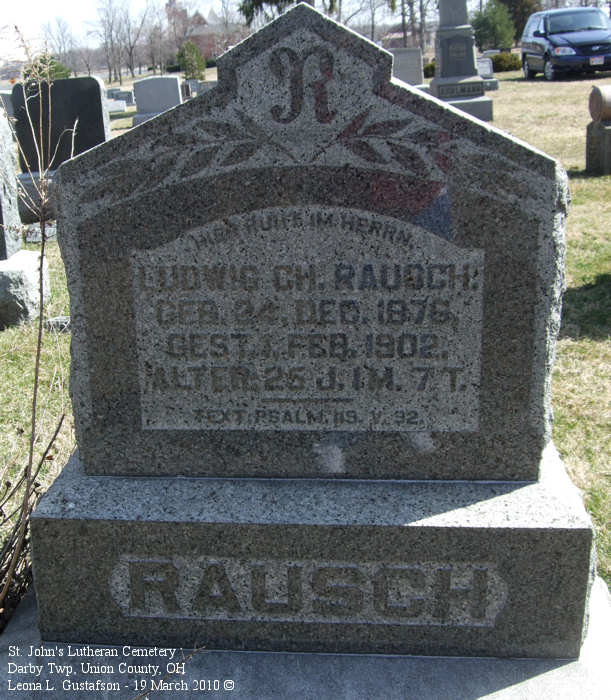 R
HIER RUHT IM HERRN.
LUDWIG CH. RAUSCH.
GEB. 24. DEC. 1876,
GEST. 1. FEB. 1902.
ALTER: 25 J. 1 M. 7 T.
TEXT. PSALM. 119. V. 92.
RAUSCH
St. John's Lutheran Cemetery
Darby Twp, Union County, OH
Leona L. Gustafson - 19 March 2010 ©